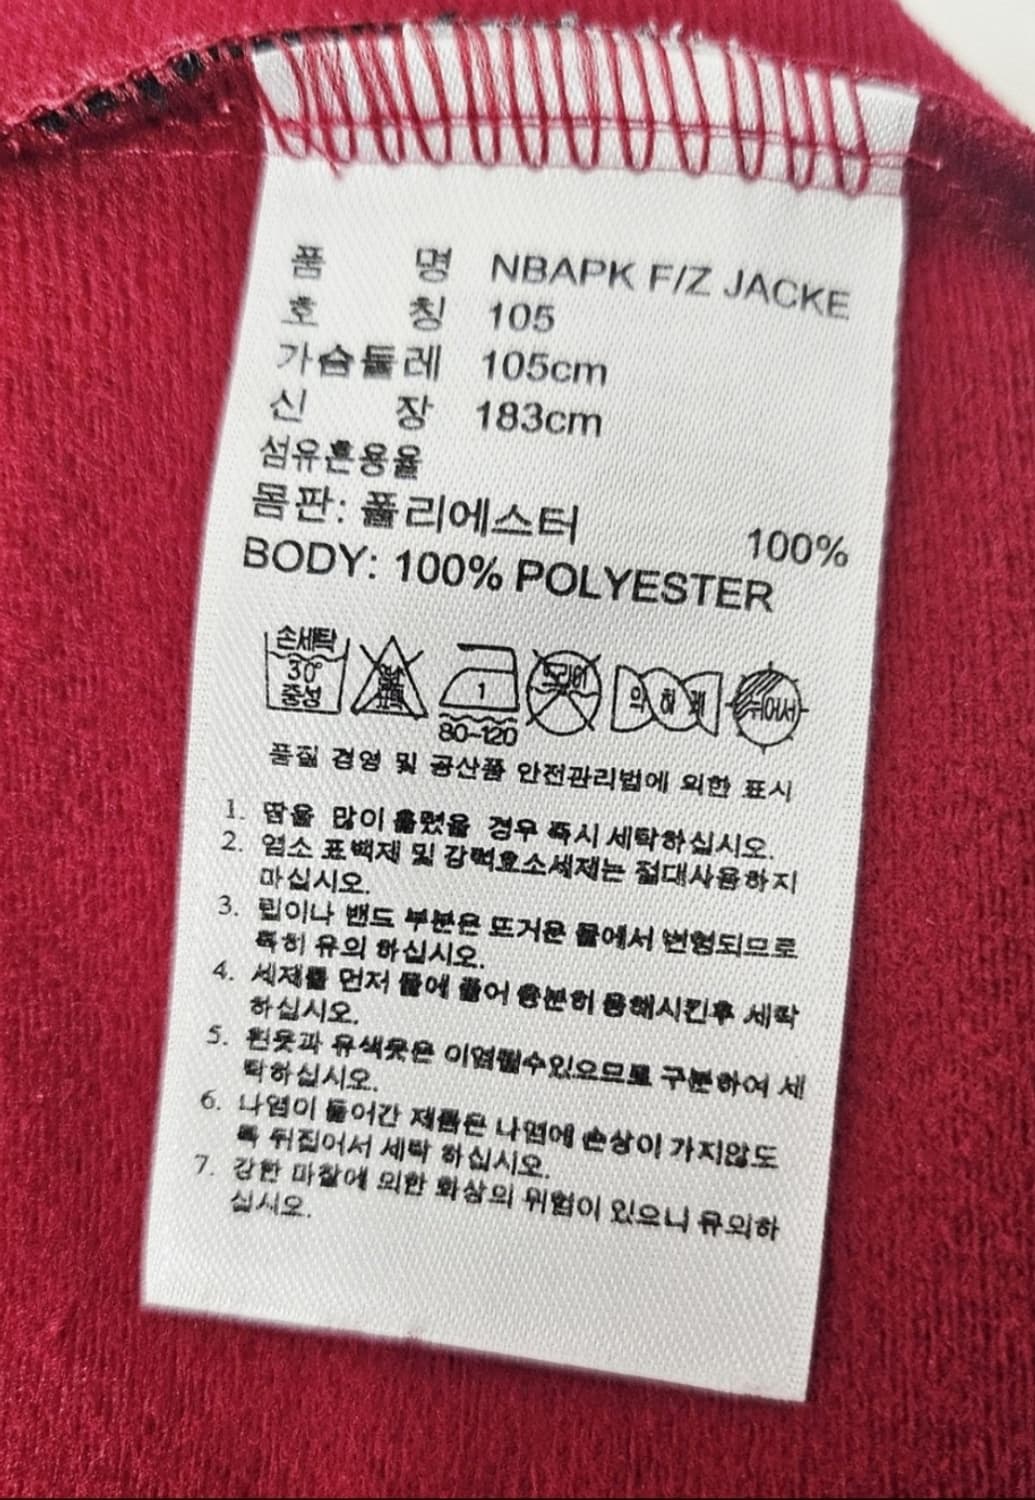 품 명 NBAPK F/Z JACKE
호 칭 105
가슴둘레 105cm
신 장 183cm
섬유혼용율
몸판: 폴리에스터 100%
BODY: 100% POLYESTER
손세탁 30° 중성
1 80-120
드라이
약하게
뉘어서
품질 경영 및 공산품 안전관리법에 의한 표시
1. 땀을 많이 흘렸을 경우 즉시 세탁하십시오.
2. 염소 표백제 및 강력효소세제는 절대사용하지
마십시오.
3. 립이나 밴드 부분은 뜨거운 물에서 변형되므로
특히 유의 하십시오.
4. 세제를 먼저 물에 풀어 충분히 용해시킨후 세탁
하십시오.
5. 흰옷과 유색옷은 이염될수있으므로 구분하여 세
탁하십시오.
6. 나염이 들어간 제품은 나염에 손상이 가지않도
록 뒤집어서 세탁 하십시오.
7. 강한 마찰에 의한 화상의 위험이 있으니 유의하
십시오.